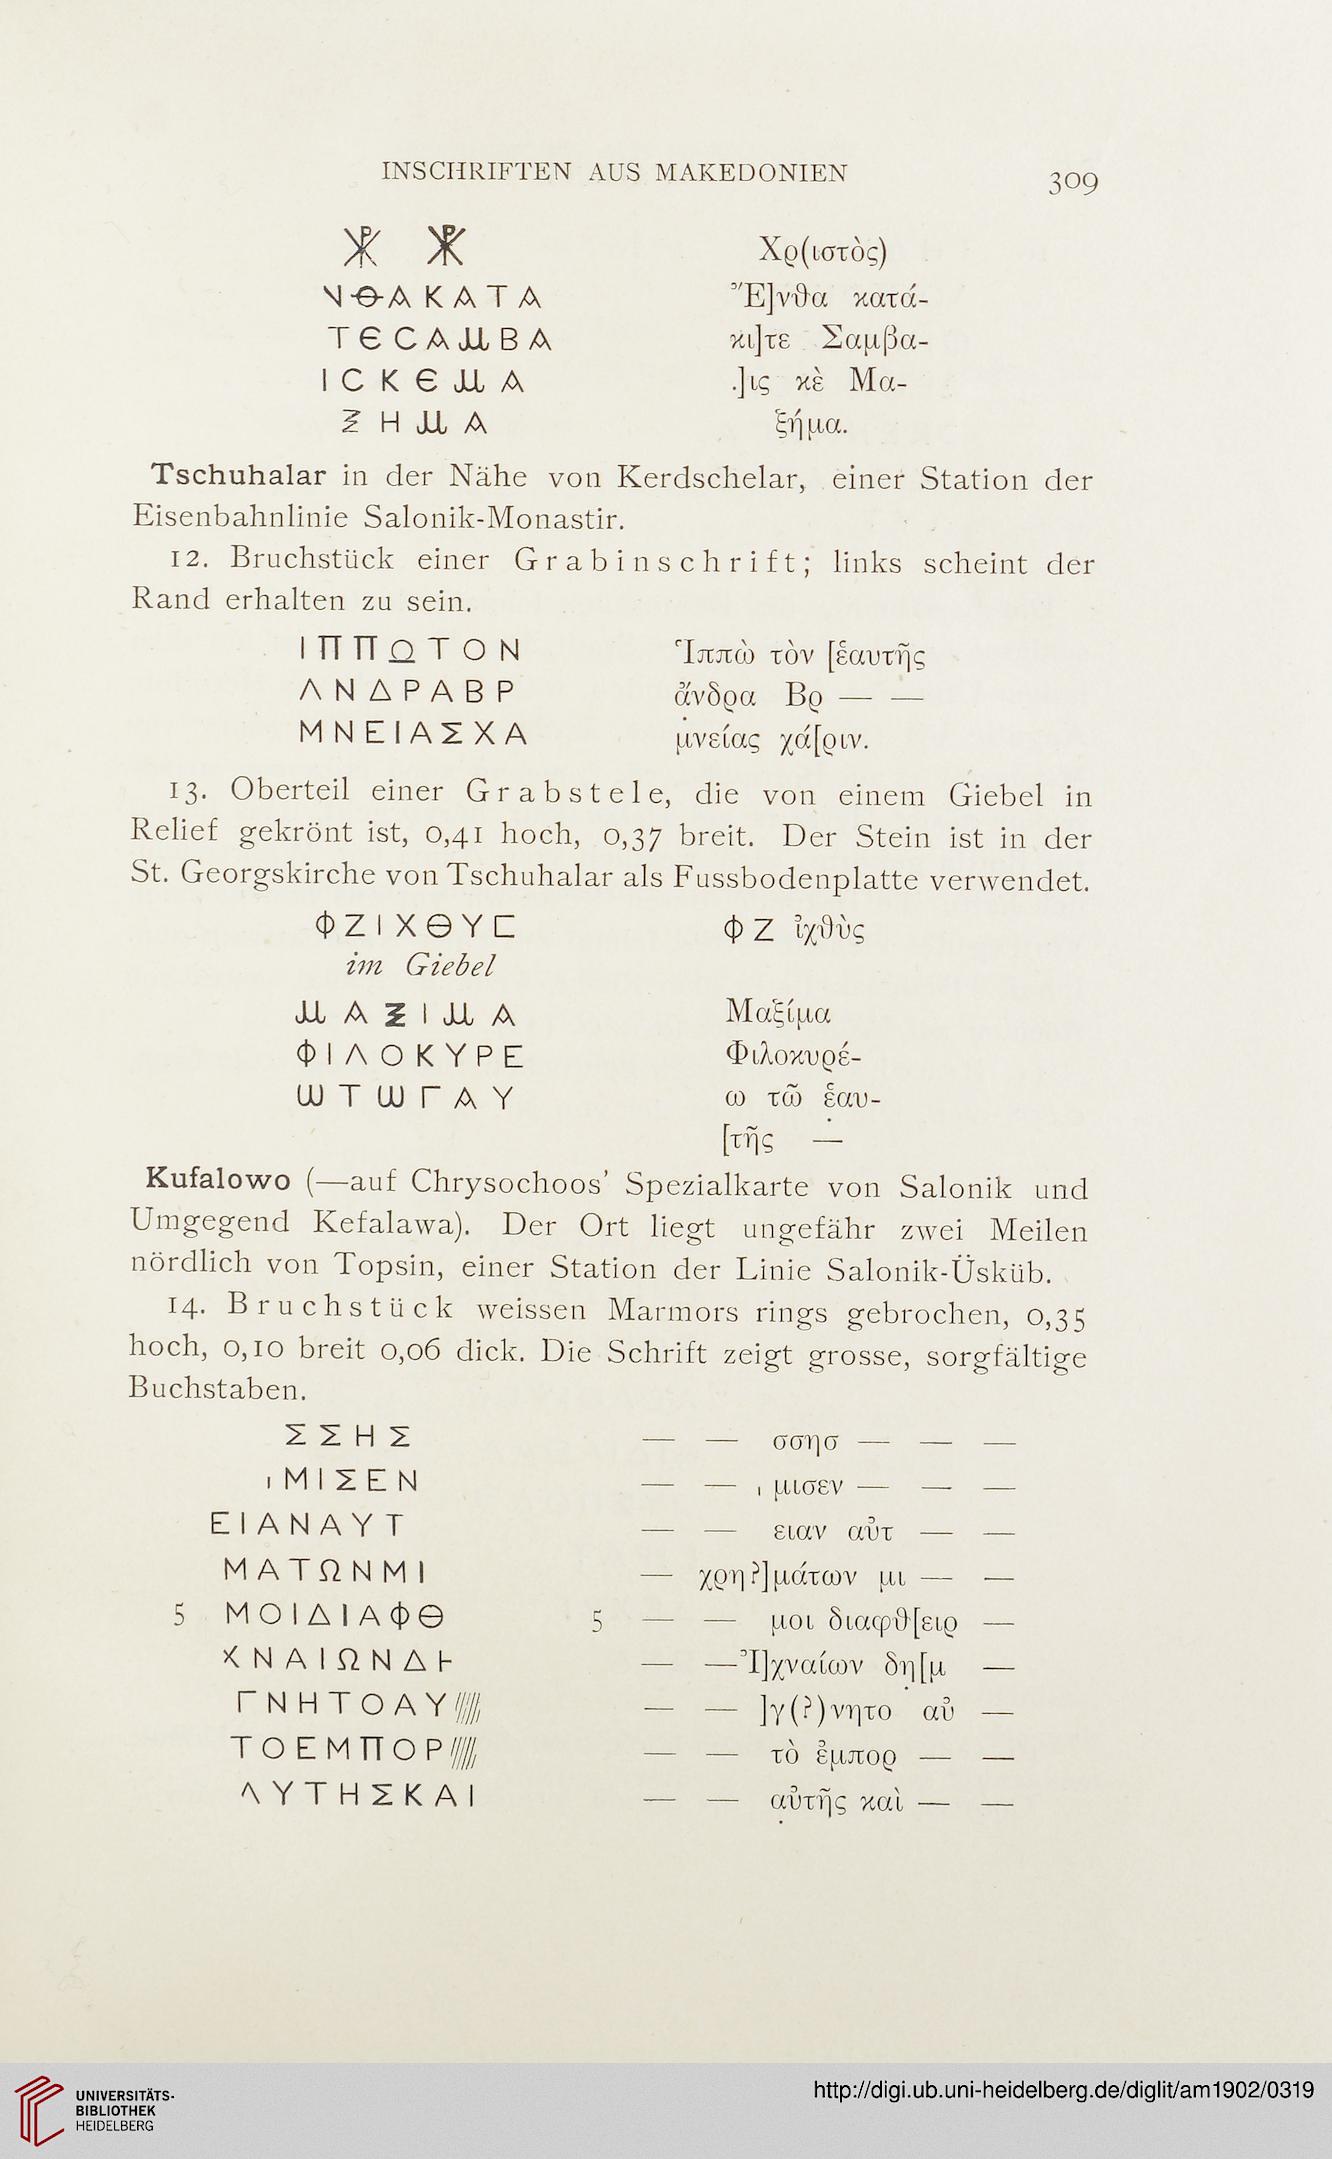 INSCHRIFTEN AUS MAKEDONIEN 309
☧ ☧ Χρ(ιστὸς)
ΝΘΑΚΑΤΑ Ἔ]νθα κατά-
ΤΕϹΑΜΒΑ κι]τε Σαμβα-
ΙϹΚΕΜΑ .]ις κὲ Μα-
ΞΗΜΑ ξήμα.
Tschuhalar in der Nähe von Kerdschelar, einer Station der
Eisenbahnlinie Salonik-Monastir.
12. Bruchstück einer Grabinschrift; links scheint der
Rand erhalten zu sein.
ΙΠΠΩΤΟΝ Ἱππὼ τὸν [ἑαυτῆς
ΛΝΔΡΑΒΡ ἄνδρα Βρ — —
ΜΝΕΙΑΣΧΑ μνείας χά[ριν.
13. Oberteil einer Grabstele, die von einem Giebel in
Relief gekrönt ist, 0,41 hoch, 0,37 breit. Der Stein ist in der
St. Georgskirche von Tschuhalar als Fussbodenplatte verwendet.
ΦΖΙΧΘΥC Φ Ζ ἰχθὺς
im Giebel
ΜΑΞΙΜΑ Μαξίμα
ΦΙΛΟΚΥΡΕ Φιλοκυρέ-
ΩΤΩΓΑΥ ω τῶ ἑαυ-
[τῆς —
Kufalowo (—auf Chrysochoos' Spezialkarte von Salonik und
Umgegend Kefalawa). Der Ort liegt ungefähr zwei Meilen
nördlich von Topsin, einer Station der Linie Salonik-Üsküb.
14. Bruchstück weissen Marmors rings gebrochen, 0,35
hoch, 0,10 breit 0,06 dick. Die Schrift zeigt grosse, sorgfältige
Buchstaben.
ΣΣΗΣ — — σσησ — — —
ιΜΙΣΕΝ — — ι μισεν — — —
ΕΙΑΝΑΥΤ — — ειαν αὐτ — —
ΜΑΤΩΝΜΙ — χρη?]μάτων μι — —
5 ΜΟΙΔΙΑΦΘ 5 — — μοι διαφθ[ειρ —
ΧΝΑΙΩΝΔ⊢ — —Ἰ]χναίων δη[μ —
ΓΝΗΤΟΑΥ///// — — ]γ(?)νητο αὐ —
ΤΟΕΜΠΟΡ///// — — τὸ ἐμπορ — —
ΛΥΤΗΣΚΑΙ — — αὐτῆς καὶ — —
UNIVERSITÄTS-
BIBLIOTHEK
HEIDELBERG
http://digi.ub.uni-heidelberg.de/diglit/am1902/0319